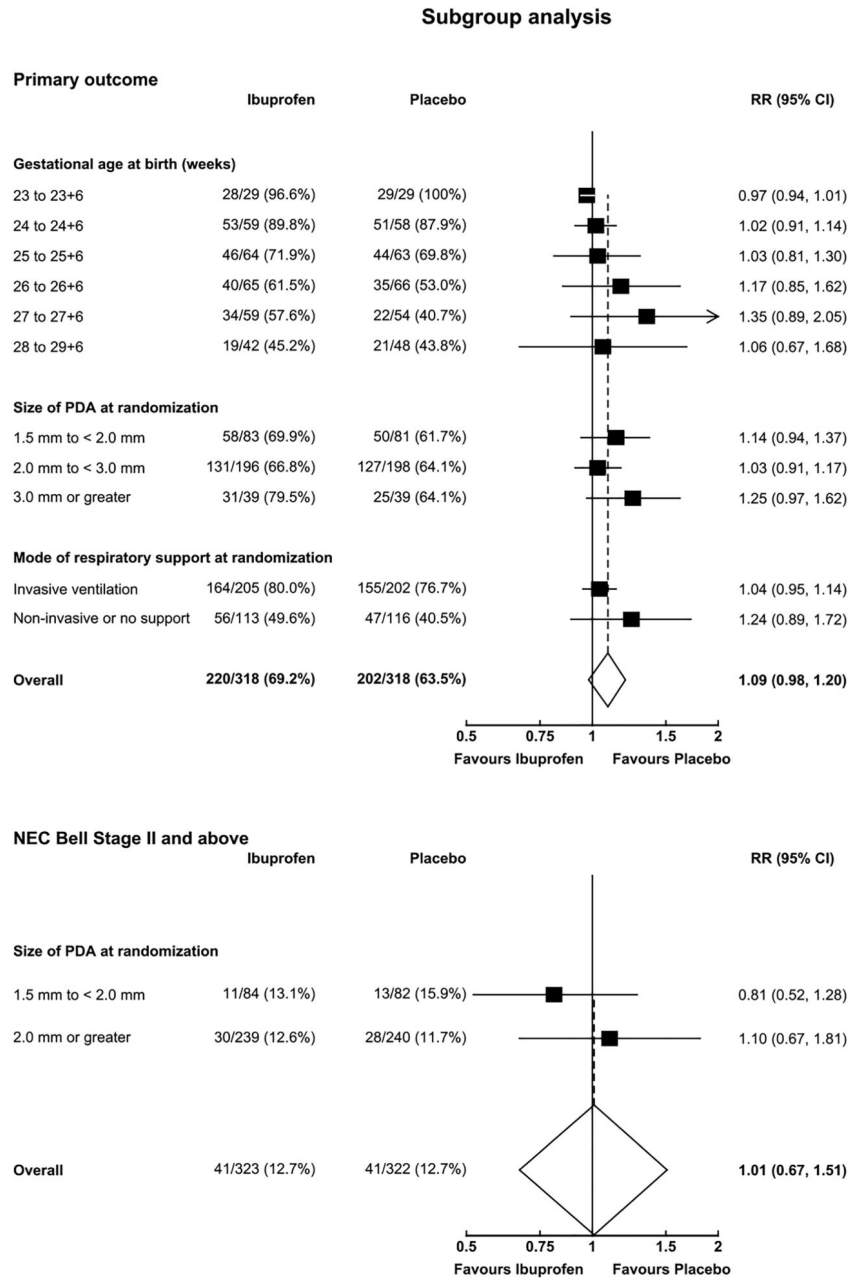 Subgroup analysis
Primary outcome
Ibuprofen Placebo RR (95% CI)
Gestational age at birth (weeks)
23 to 23+6 28/29 (96.6%) 29/29 (100%) 0.97 (0.94, 1.01)
24 to 24+6 53/59 (89.8%) 51/58 (87.9%) 1.02 (0.91, 1.14)
25 to 25+6 46/64 (71.9%) 44/63 (69.8%) 1.03 (0.81, 1.30)
26 to 26+6 40/65 (61.5%) 35/66 (53.0%) 1.17 (0.85, 1.62)
27 to 27+6 34/59 (57.6%) 22/54 (40.7%) 1.35 (0.89, 2.05)
28 to 29+6 19/42 (45.2%) 21/48 (43.8%) 1.06 (0.67, 1.68)
Size of PDA at randomization
1.5 mm to < 2.0 mm 58/83 (69.9%) 50/81 (61.7%) 1.14 (0.94, 1.37)
2.0 mm to < 3.0 mm 131/196 (66.8%) 127/198 (64.1%) 1.03 (0.91, 1.17)
3.0 mm or greater 31/39 (79.5%) 25/39 (64.1%) 1.25 (0.97, 1.62)
Mode of respiratory support at randomization
Invasive ventilation 164/205 (80.0%) 155/202 (76.7%) 1.04 (0.95, 1.14)
Non-invasive or no support 56/113 (49.6%) 47/116 (40.5%) 1.24 (0.89, 1.72)
Overall 220/318 (69.2%) 202/318 (63.5%) 1.09 (0.98, 1.20)
0.5 0.75 1 1.5 2
Favours Ibuprofen Favours Placebo
NEC Bell Stage II and above
Ibuprofen Placebo RR (95% CI)
Size of PDA at randomization
1.5 mm to < 2.0 mm 11/84 (13.1%) 13/82 (15.9%) 0.81 (0.52, 1.28)
2.0 mm or greater 30/239 (12.6%) 28/240 (11.7%) 1.10 (0.67, 1.81)
Overall 41/323 (12.7%) 41/322 (12.7%) 1.01 (0.67, 1.51)
0.5 0.75 1 1.5 2
Favours Ibuprofen Favours Placebo